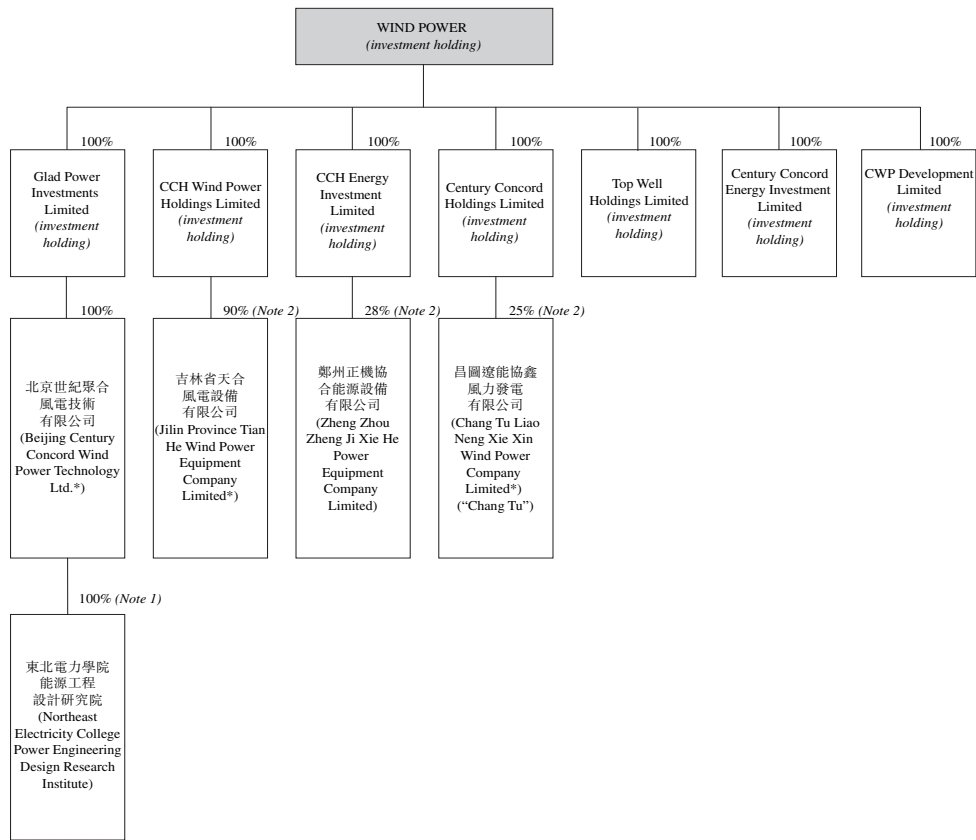 WIND POWER
(investment holding)
100%
100%
100%
100%
100%
100%
100%
Glad Power
Investments
Limited
(investment
holding)
CCH Wind Power
Holdings Limited
(investment
holding)
CCH Energy
Investment
Limited
(investment
holding)
Century Concord
Holdings Limited
(investment
holding)
Top Well
Holdings Limited
(investment
holding)
Century Concord
Energy Investment
Limited
(investment
holding)
CWP Development
Limited
(investment
holding)
100%
90% (Note 2)
28% (Note 2)
25% (Note 2)
北京世紀聚合
風電技術
有限公司
(Beijing Century
Concord Wind
Power Technology
Ltd.*)
吉林省天合
風電設備
有限公司
(Jilin Province Tian
He Wind Power
Equipment
Company
Limited*)
鄭州正機協
合能源設備
有限公司
(Zheng Zhou
Zheng Ji Xie He
Power
Equipment
Company
Limited)
昌圖遼能協鑫
風力發電
有限公司
(Chang Tu Liao
Neng Xie Xin
Wind Power
Company
Limited*)
(“Chang Tu”)
100% (Note 1)
東北電力學院
能源工程
設計研究院
(Northeast
Electricity College
Power Engineering
Design Research
Institute)